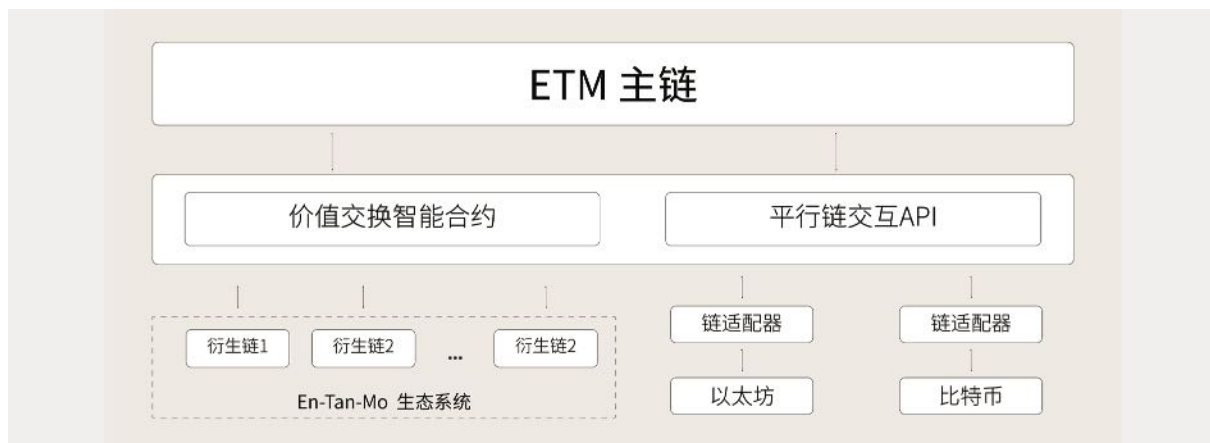 ETM 主链
价值交换智能合约 平行链交互API
链适配器 链适配器
衍生链1 衍生链2 ... 衍生链2
以太坊 比特币
En-Tan-Mo 生态系统